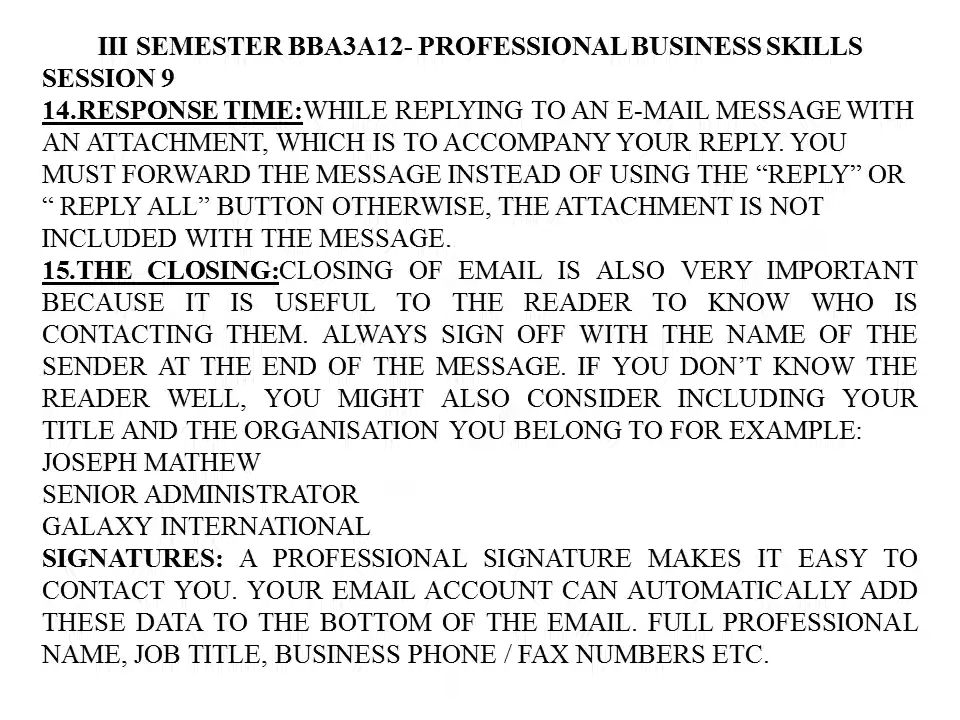 III SEMESTER BBA3A12- PROFESSIONAL BUSINESS SKILLS
SESSION 9
14.RESPONSE TIME:WHILE REPLYING TO AN E-MAIL MESSAGE WITH
AN ATTACHMENT, WHICH IS TO ACCOMPANY YOUR REPLY. YOU
MUST FORWARD THE MESSAGE INSTEAD OF USING THE “REPLY” OR
“ REPLY ALL” BUTTON OTHERWISE, THE ATTACHMENT IS NOT
INCLUDED WITH THE MESSAGE.
15.THE CLOSING:CLOSING OF EMAIL IS ALSO VERY IMPORTANT
BECAUSE IT IS USEFUL TO THE READER TO KNOW WHO IS
CONTACTING THEM. ALWAYS SIGN OFF WITH THE NAME OF THE
SENDER AT THE END OF THE MESSAGE. IF YOU DON’T KNOW THE
READER WELL, YOU MIGHT ALSO CONSIDER INCLUDING YOUR
TITLE AND THE ORGANISATION YOU BELONG TO FOR EXAMPLE:
JOSEPH MATHEW
SENIOR ADMINISTRATOR
GALAXY INTERNATIONAL
SIGNATURES: A PROFESSIONAL SIGNATURE MAKES IT EASY TO
CONTACT YOU. YOUR EMAIL ACCOUNT CAN AUTOMATICALLY ADD
THESE DATA TO THE BOTTOM OF THE EMAIL. FULL PROFESSIONAL
NAME, JOB TITLE, BUSINESS PHONE / FAX NUMBERS ETC.